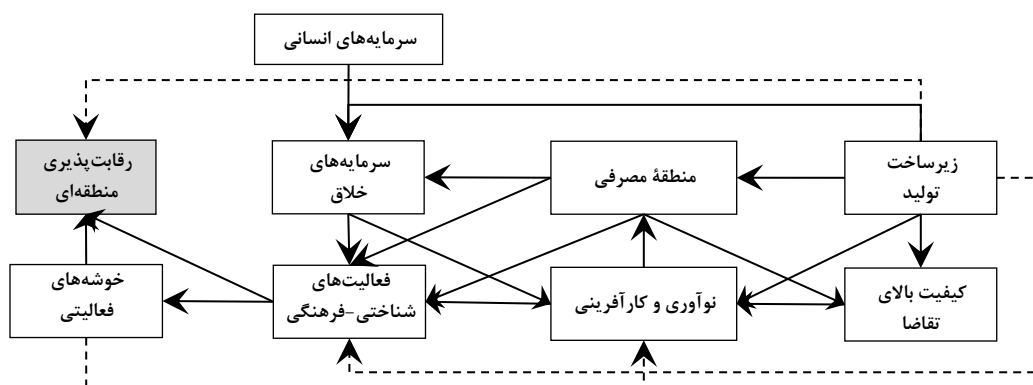 سرمایه‌های انسانی
زیرساخت
تولید
منطقهٔ مصرفی
سرمایه‌های
خلاق
رقابت‌پذیری
منطقه‌ای
کیفیت بالای
تقاضا
نوآوری و کارآفرینی
فعالیت‌های
شناختی-فرهنگی
خوشه‌های
فعالیتی